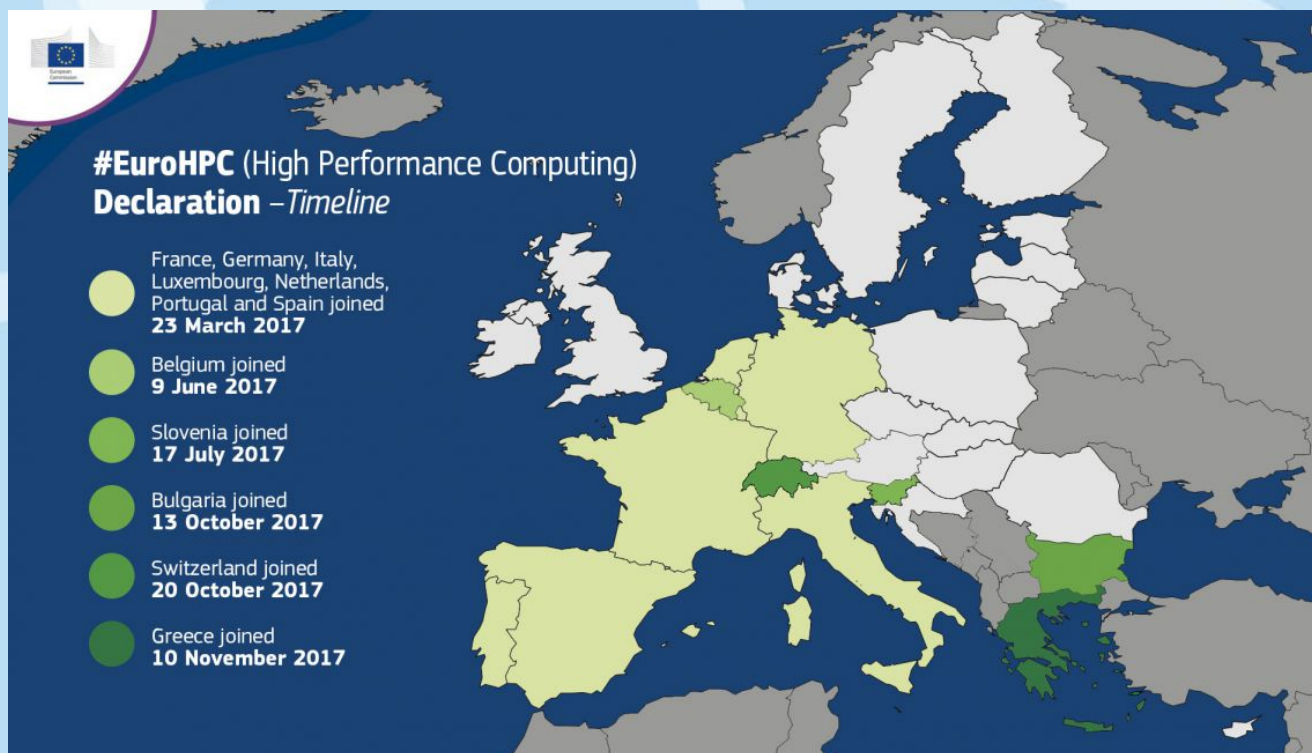 European
Commission
#EuroHPC (High Performance Computing)
Declaration –Timeline
France, Germany, Italy,
Luxembourg, Netherlands,
Portugal and Spain joined
23 March 2017
Belgium joined
9 June 2017
Slovenia joined
17 July 2017
Bulgaria joined
13 October 2017
Switzerland joined
20 October 2017
Greece joined
10 November 2017